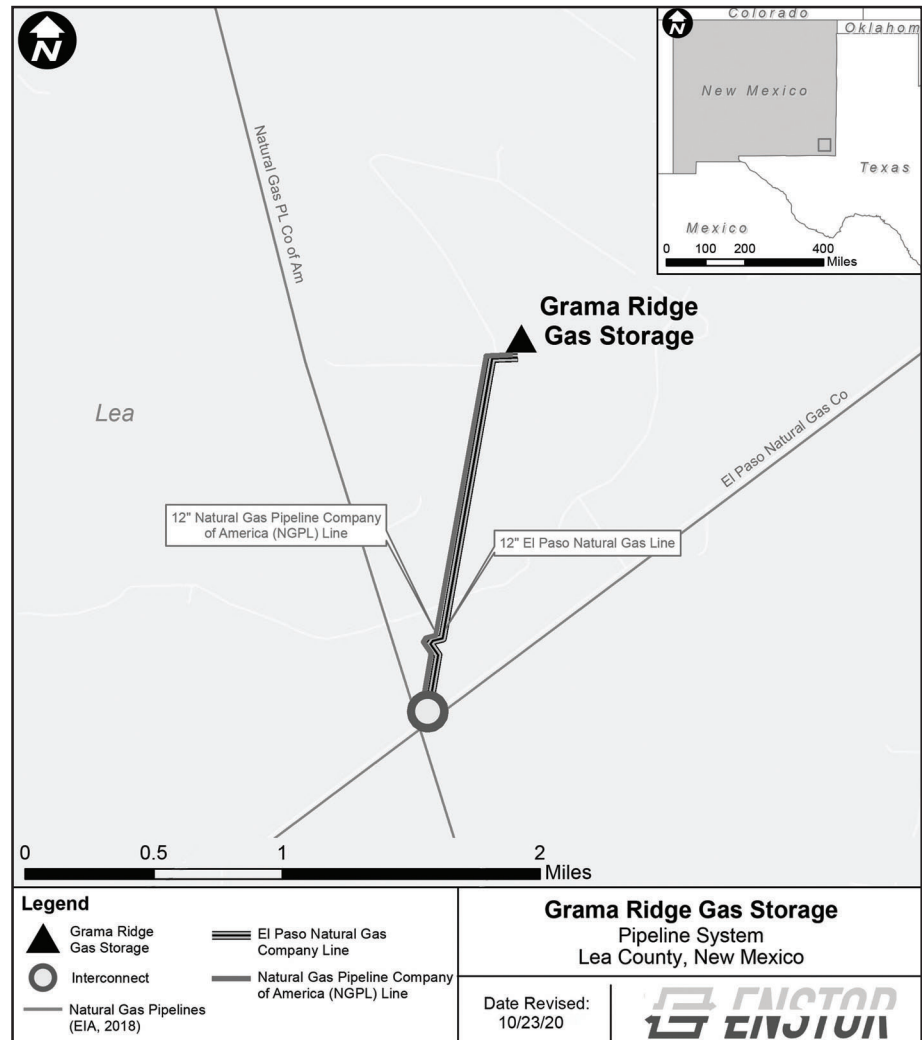 N
N
Colorado
Oklahom
New Mexico
Texas
Mexico
0 100 200 400
Miles
Natural Gas PL Co of Am
Grama Ridge
Gas Storage
Lea
El Paso Natural Gas Co
12" Natural Gas Pipeline Company
of America (NGPL) Line
12" El Paso Natural Gas Line
0 0.5 1 2
Miles
Legend
Grama Ridge
Gas Storage
Interconnect
Natural Gas Pipelines
(EIA, 2018)
El Paso Natural Gas
Company Line
Natural Gas Pipeline Company
of America (NGPL) Line
Grama Ridge Gas Storage
Pipeline System
Lea County, New Mexico
Date Revised:
10/23/20
ENSTOR